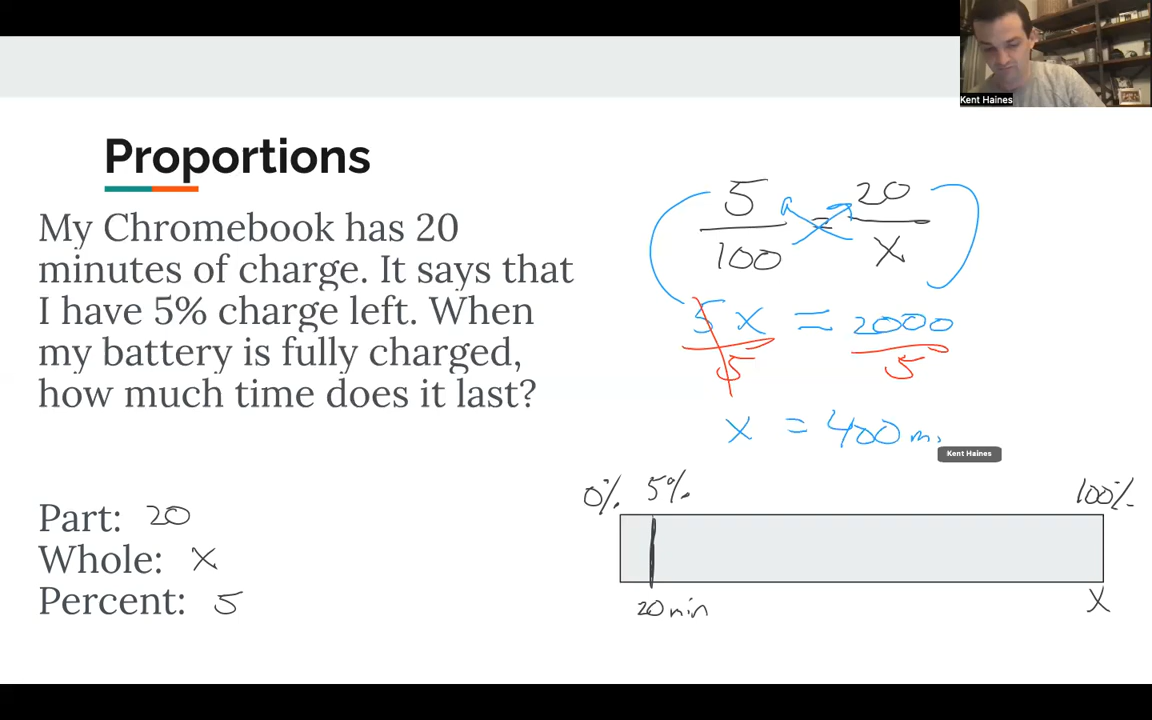 Kent Haines
Proportions
My Chromebook has 20
minutes of charge. It says that
I have 5% charge left. When
my battery is fully charged,
how much time does it last?
Part: 20
Whole: x
Percent: 5
5/100 = 20/x
5x/5 = 2000/5
x = 400 mi
Kent Haines
0% 5% 100%
20 min x